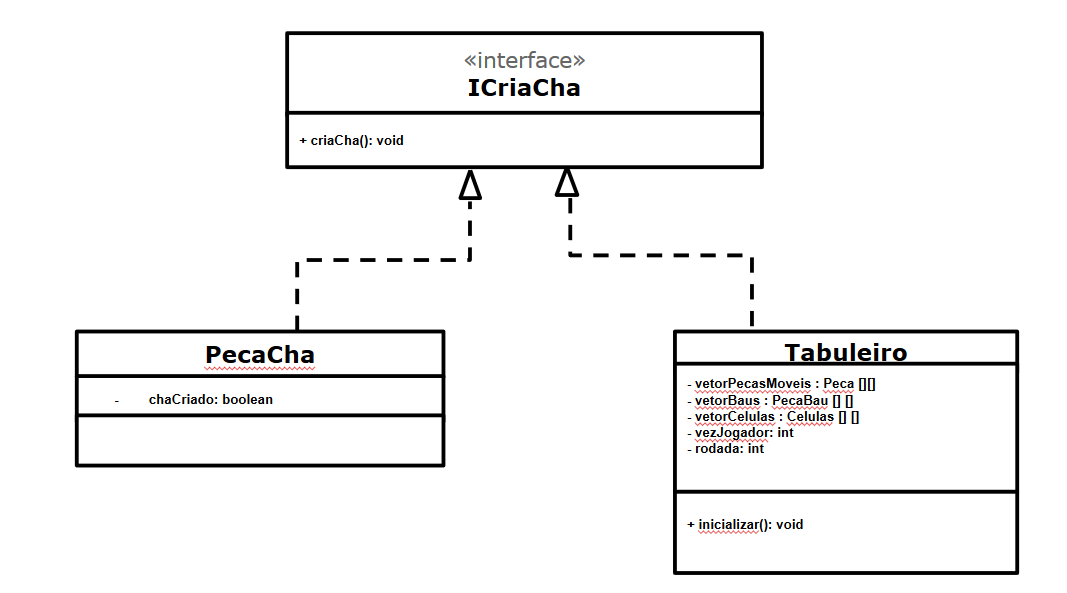 «interface»
ICriaCha
+ criaCha(): void
PecaCha
- chaCriado: boolean
Tabuleiro
- vetorPecasMoveis : Peca [][]
- vetorBaus : PecaBau [] []
- vetorCelulas : Celulas [] []
- vezJogador: int
- rodada: int
+ inicializar(): void